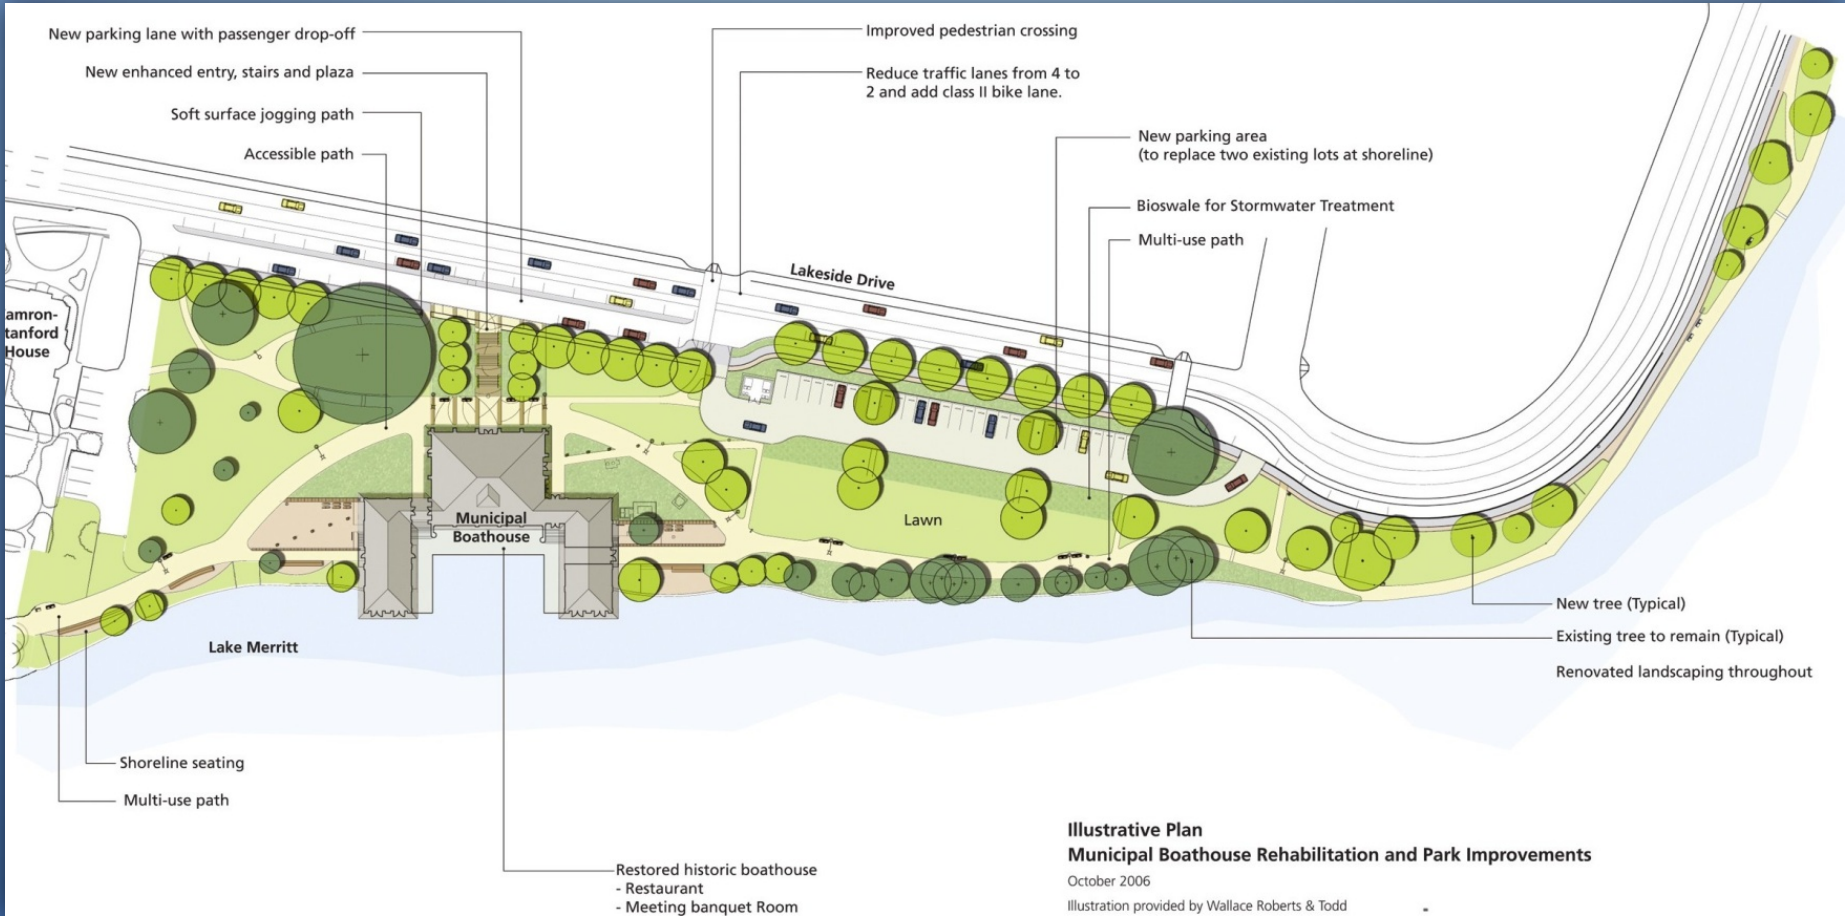 New parking lane with passenger drop-off
New enhanced entry, stairs and plaza
Soft surface jogging path
Accessible path
Improved pedestrian crossing
Reduce traffic lanes from 4 to
2 and add class II bike lane.
New parking area
(to replace two existing lots at shoreline)
Bioswale for Stormwater Treatment
Multi-use path
Lakeside Drive
amron-
tanford
House
Municipal
Boathouse
Lawn
Lake Merritt
New tree (Typical)
Existing tree to remain (Typical)
Renovated landscaping throughout
Shoreline seating
Multi-use path
Restored historic boathouse
- Restaurant
- Meeting banquet Room
Illustrative Plan
Municipal Boathouse Rehabilitation and Park Improvements
October 2006
Illustration provided by Wallace Roberts & Todd